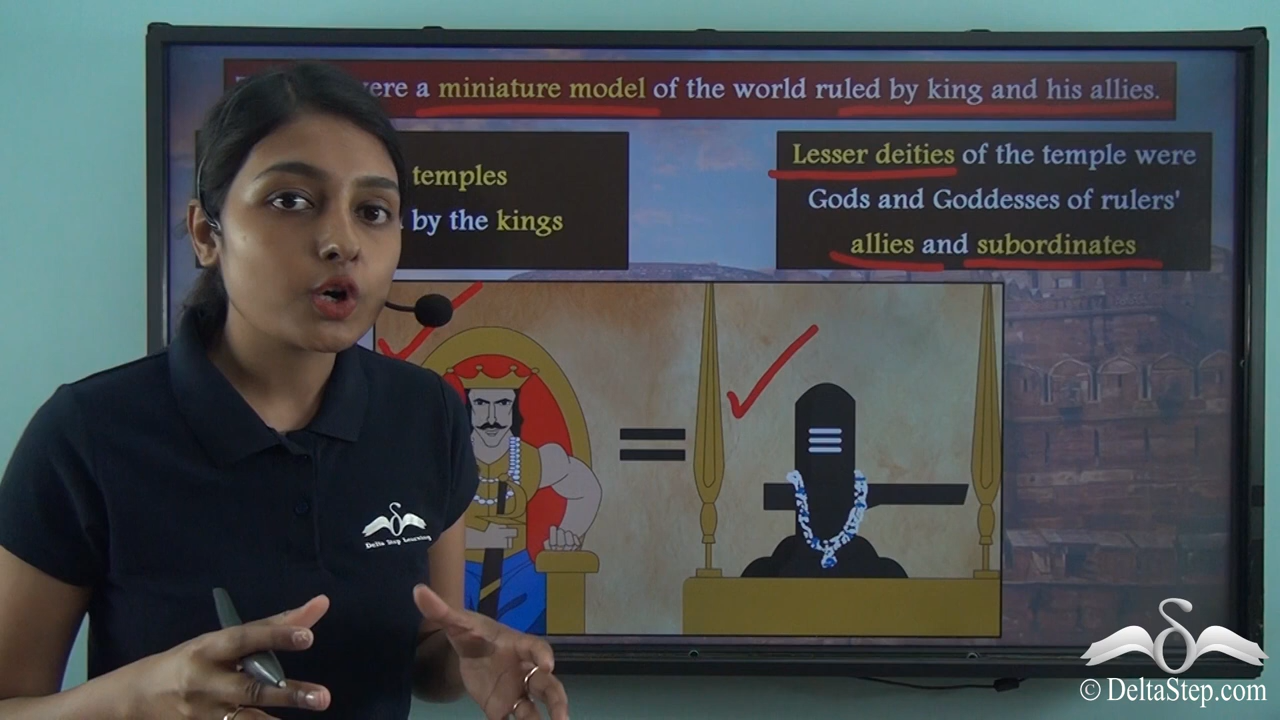 were a miniature model of the world ruled by king and his allies.
temples
by the kings
Lesser deities of the temple were
Gods and Goddesses of rulers'
allies and subordinates
Delta Step Learning
© DeltaStep.com